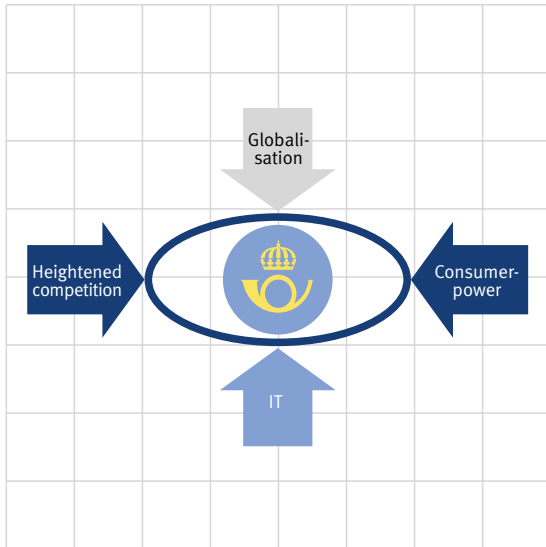 Globali-
sation
Heightened
competition
Consumer-
power
IT